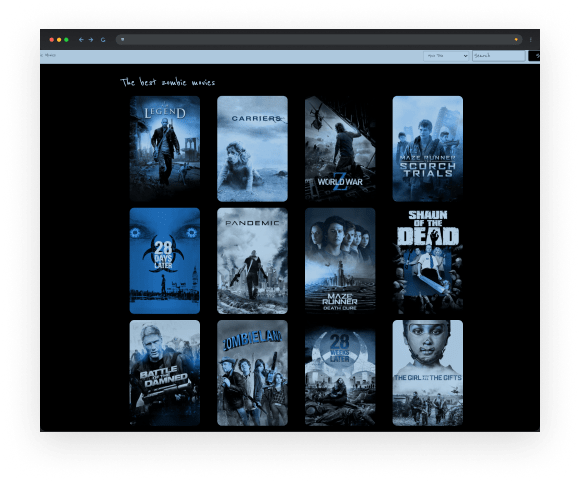 Search
The best zombie movies
LEGEND
CARRIERS
WORLD WAR
Z
MAZE RUNNER
SCORCH
TRIALS
28
DAYS
LATER
PANDEMIC
MAZE
RUNNER
DEATH CURE
SHAUN
OF THE
DEAD
BATTLE
OF THE
DAMNED
ZOMBIELAND
28
WEEKS
LATER
THE GIRL WITH ALL THE GIFTS